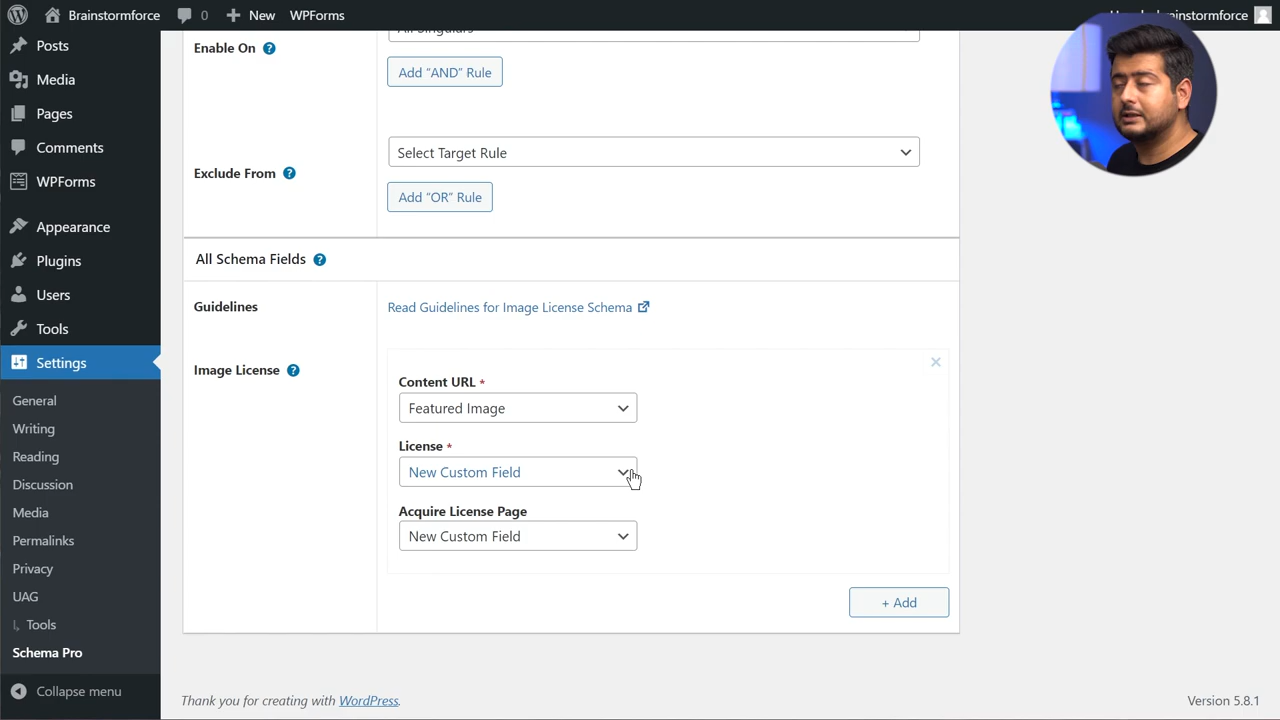 Brainstormforce
0
New
WPForms
instormforce
Posts
Media
Pages
Comments
WPForms
Appearance
Plugins
Users
Tools
Settings
General
Writing
Reading
Discussion
Media
Permalinks
Privacy
UAG
Tools
Schema Pro
Collapse menu
Enable On
All Singulars
Add “AND” Rule
Exclude From
Select Target Rule
Add “OR” Rule
All Schema Fields
Guidelines
Read Guidelines for Image License Schema
Image License
Content URL *
Featured Image
License *
New Custom Field
Acquire License Page
New Custom Field
+ Add
Thank you for creating with WordPress.
Version 5.8.1